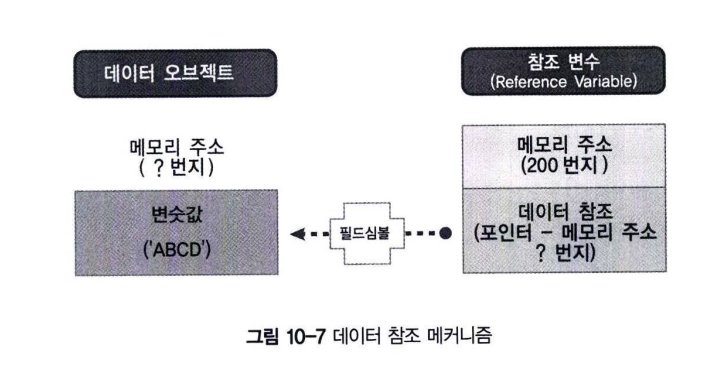 데이터 오브젝트
참조 변수
(Reference Variable)
메모리 주소
( ? 번지 )
메모리 주소
(200 번지 )
변숫값
('ABCD')
필드심볼
데이터 참조
(포인터 – 메모리 주소
? 번지)
그림 10-7 데이터 참조 메커니즘